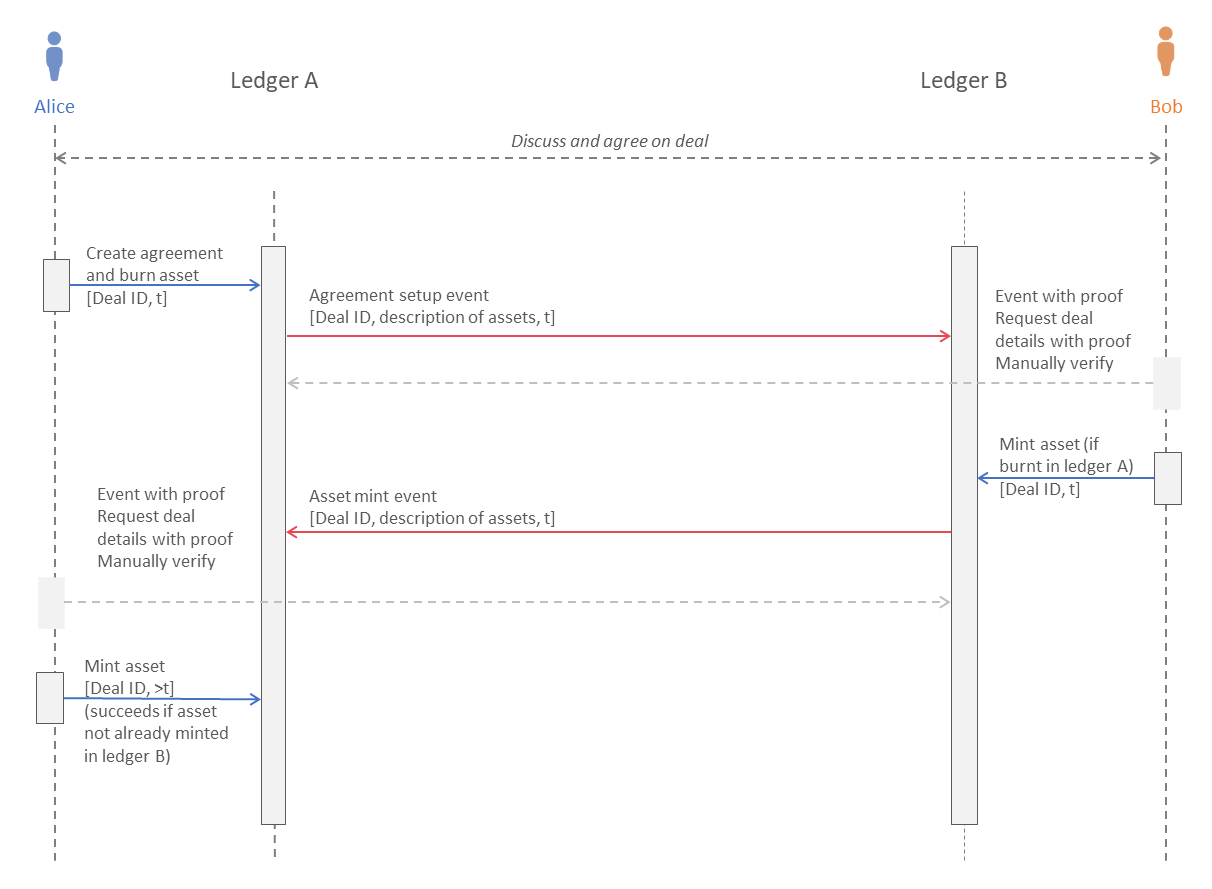 Ledger A
Ledger B
Alice
Bob
Discuss and agree on deal
Create agreement
and burn asset
[Deal ID, t]
Agreement setup event
[Deal ID, description of assets, t]
Event with proof
Request deal
details with proof
Manually verify
Mint asset (if
burnt in ledger A)
[Deal ID, t]
Asset mint event
[Deal ID, description of assets, t]
Event with proof
Request deal
details with proof
Manually verify
Mint asset
[Deal ID, >t]
(succeeds if asset
not already minted
in ledger B)